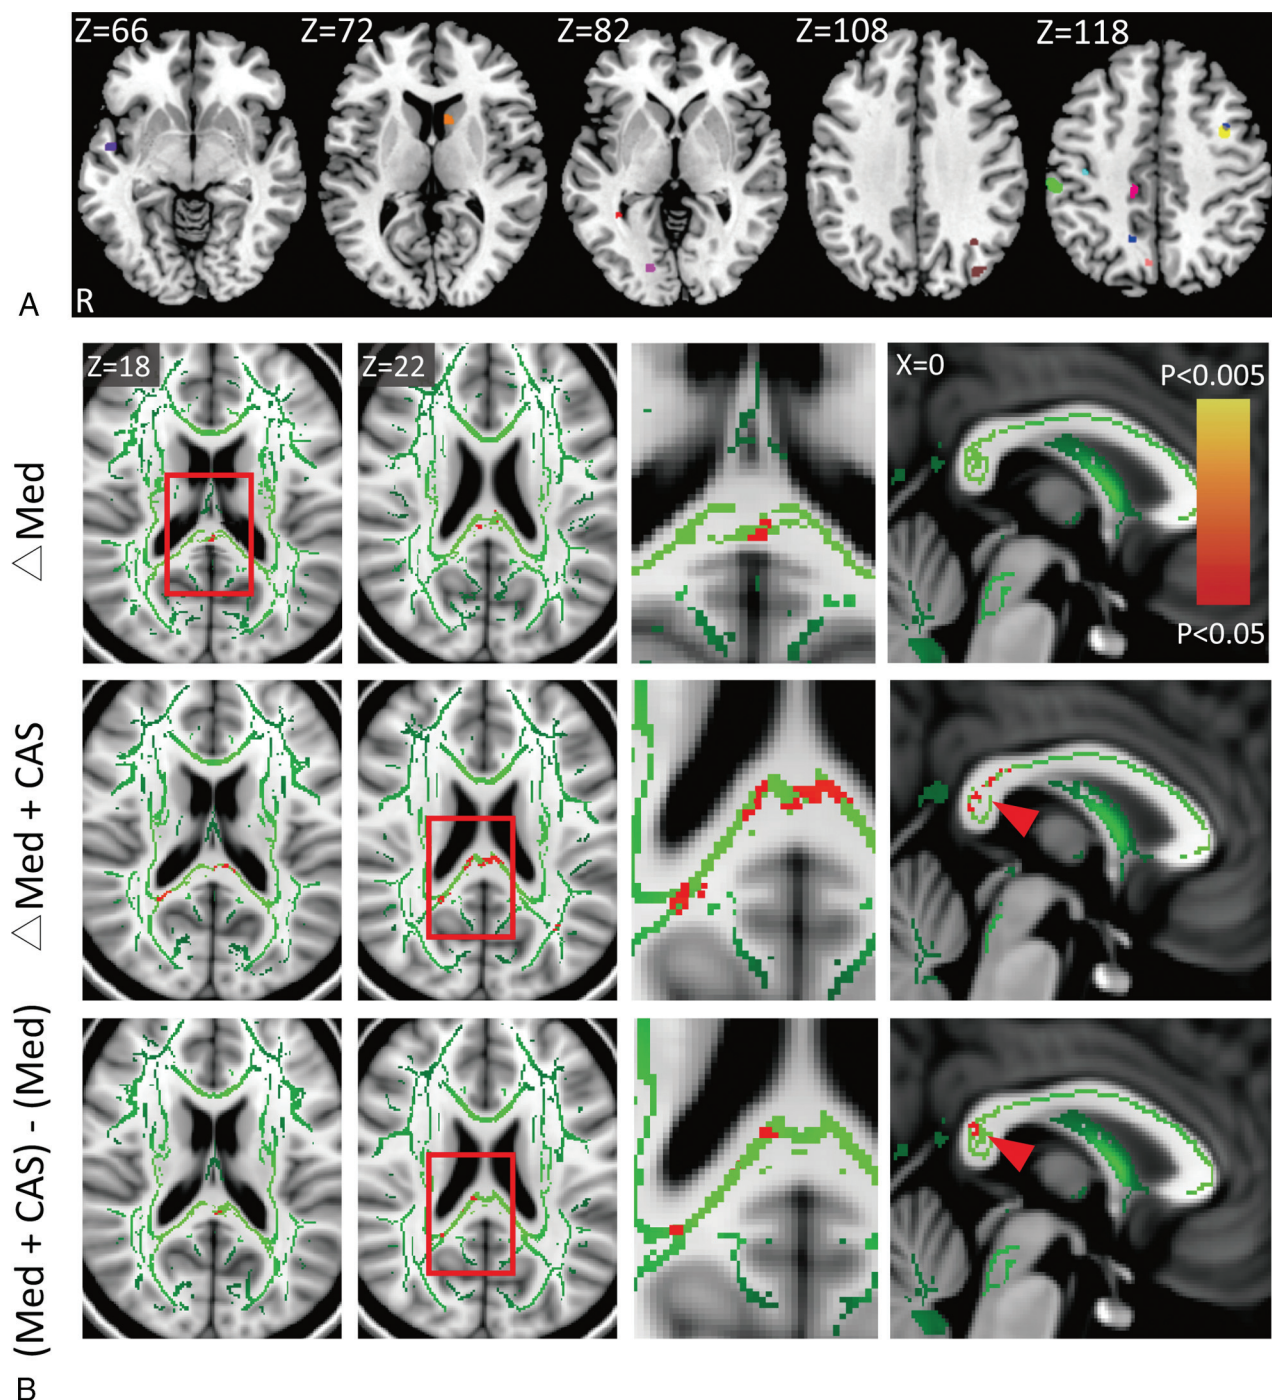 Z=66
Z=72
Z=82
Z=108
Z=118
R
A
Z=18
Z=22
X=0
P<0.005
P<0.05
△ Med
△ Med + CAS
(Med + CAS) - (Med)
B